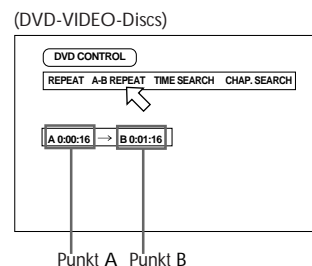 (DVD-VIDEO-Discs)
DVD CONTROL
REPEAT A-B REPEAT TIME SEARCH CHAP. SEARCH
A 0:00:16 → B 0:01:16
Punkt A Punkt B